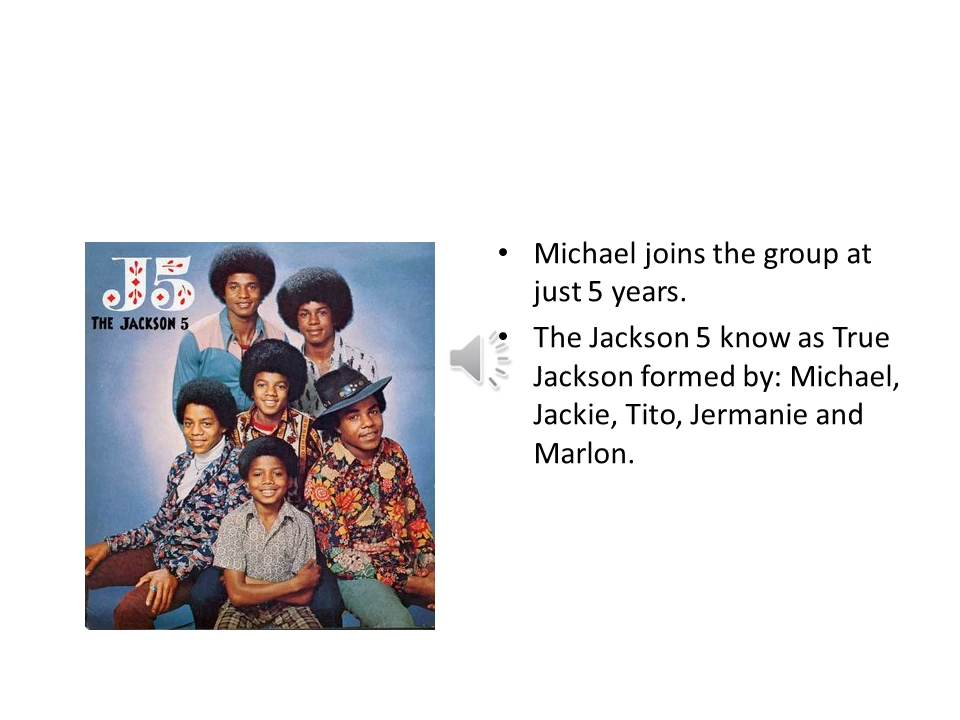 J5
THE JACKSON 5
• Michael joins the group at
just 5 years.
• The Jackson 5 know as True
Jackson formed by: Michael,
Jackie, Tito, Jermanie and
Marlon.